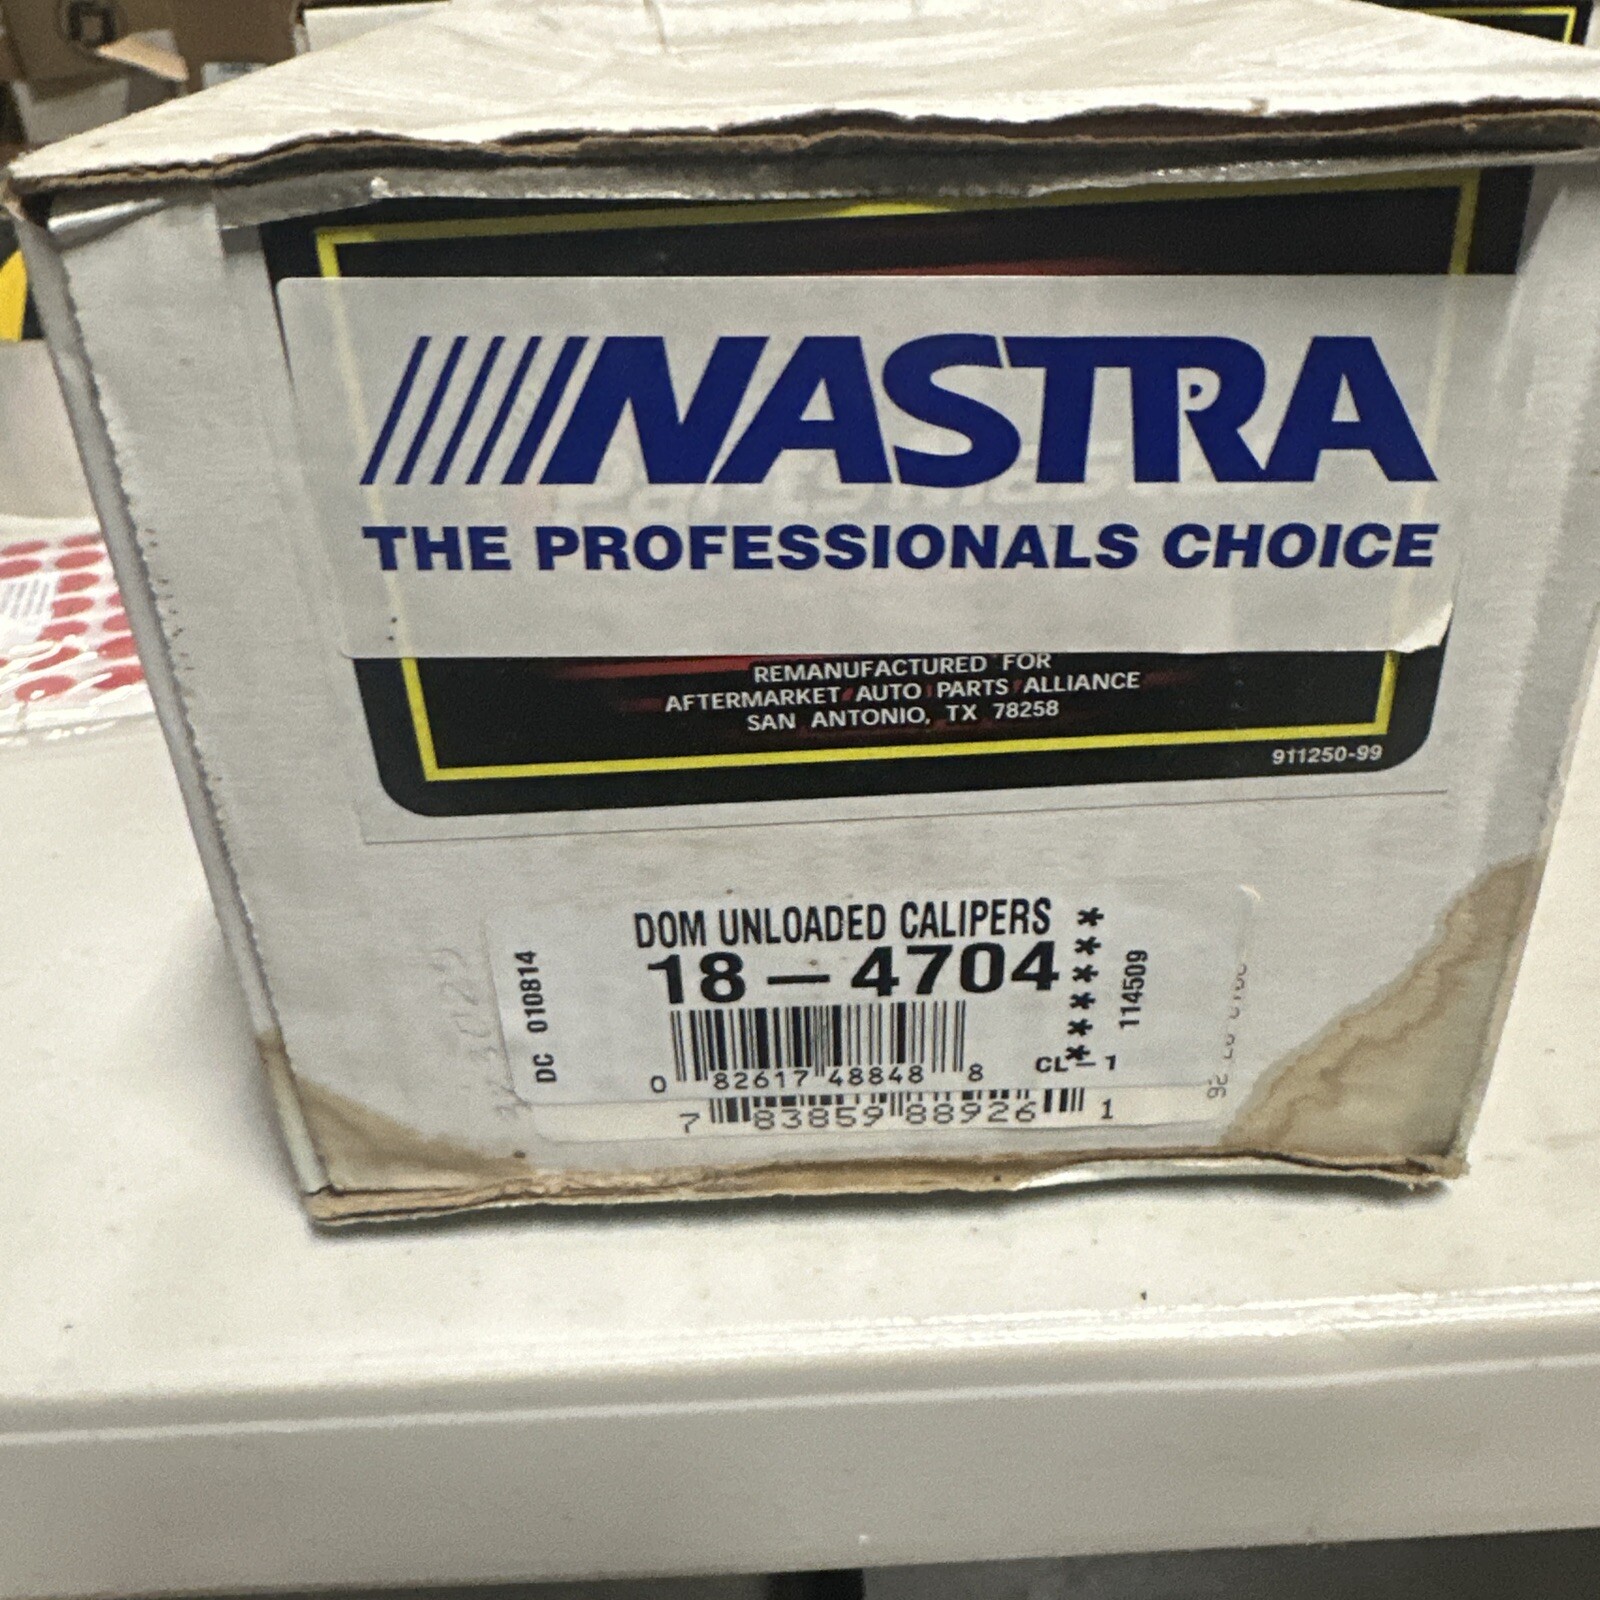 NASTRA
THE PROFESSIONALS CHOICE
REMANUFACTURED FOR
AFTERMARKET AUTO PARTS ALLIANCE
SAN ANTONIO, TX 78258
911250-99
DOM UNLOADED CALIPERS
18-4704
******
DC 010814
114509
CL-1
0 82617 48848 8
7 83859 88926 1